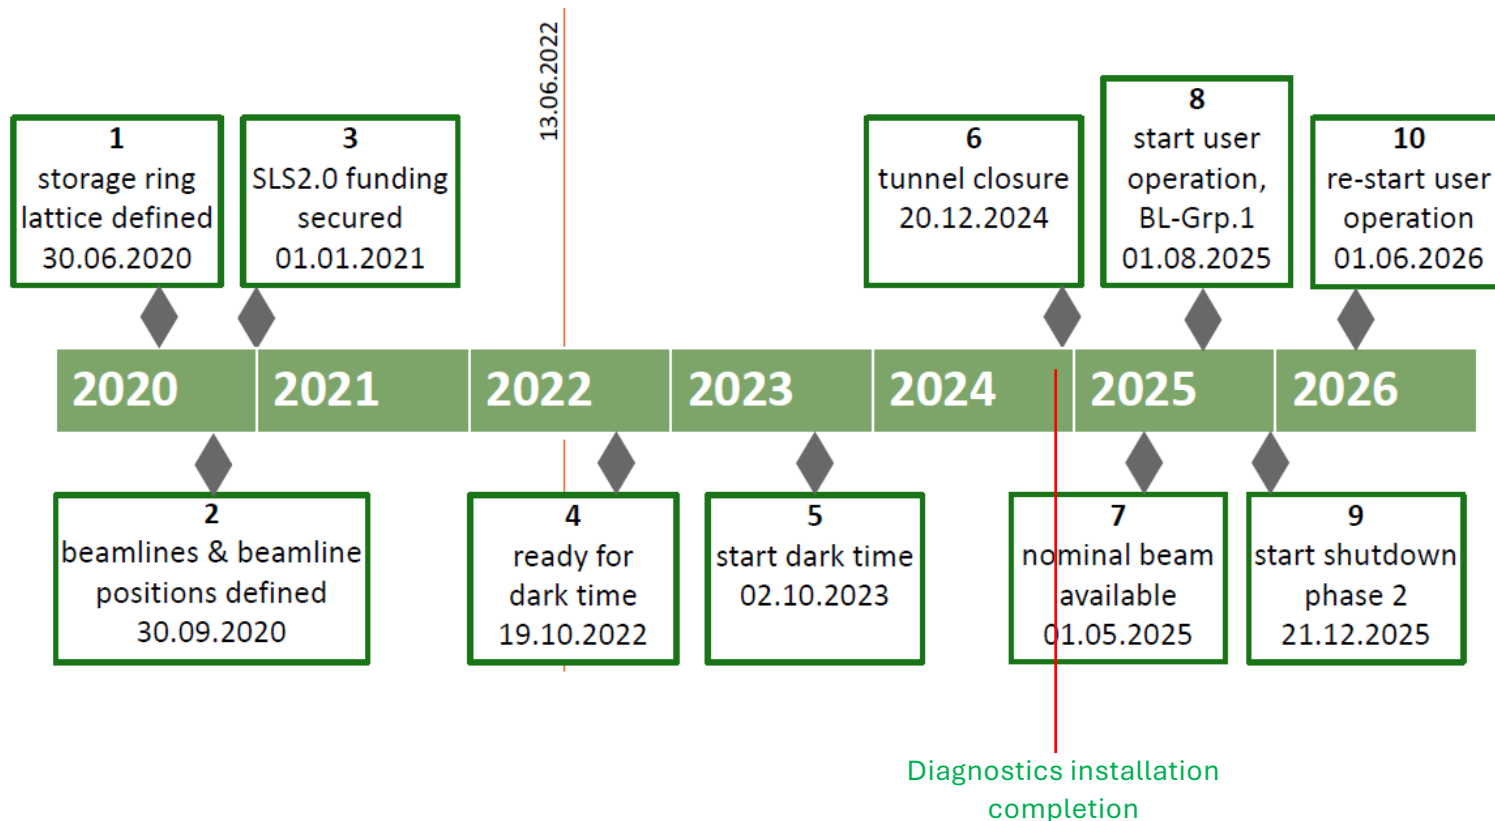 13.06.2022
1
storage ring
lattice defined
30.06.2020
3
SLS2.0 funding
secured
01.01.2021
6
tunnel closure
20.12.2024
8
start user
operation,
BL-Grp.1
01.08.2025
10
re-start user
operation
01.06.2026
2020
2021
2022
2023
2024
2025
2026
2
beamlines & beamline
positions defined
30.09.2020
4
ready for
dark time
19.10.2022
5
start dark time
02.10.2023
7
nominal beam
available
01.05.2025
9
start shutdown
phase 2
21.12.2025
Diagnostics installation
completion